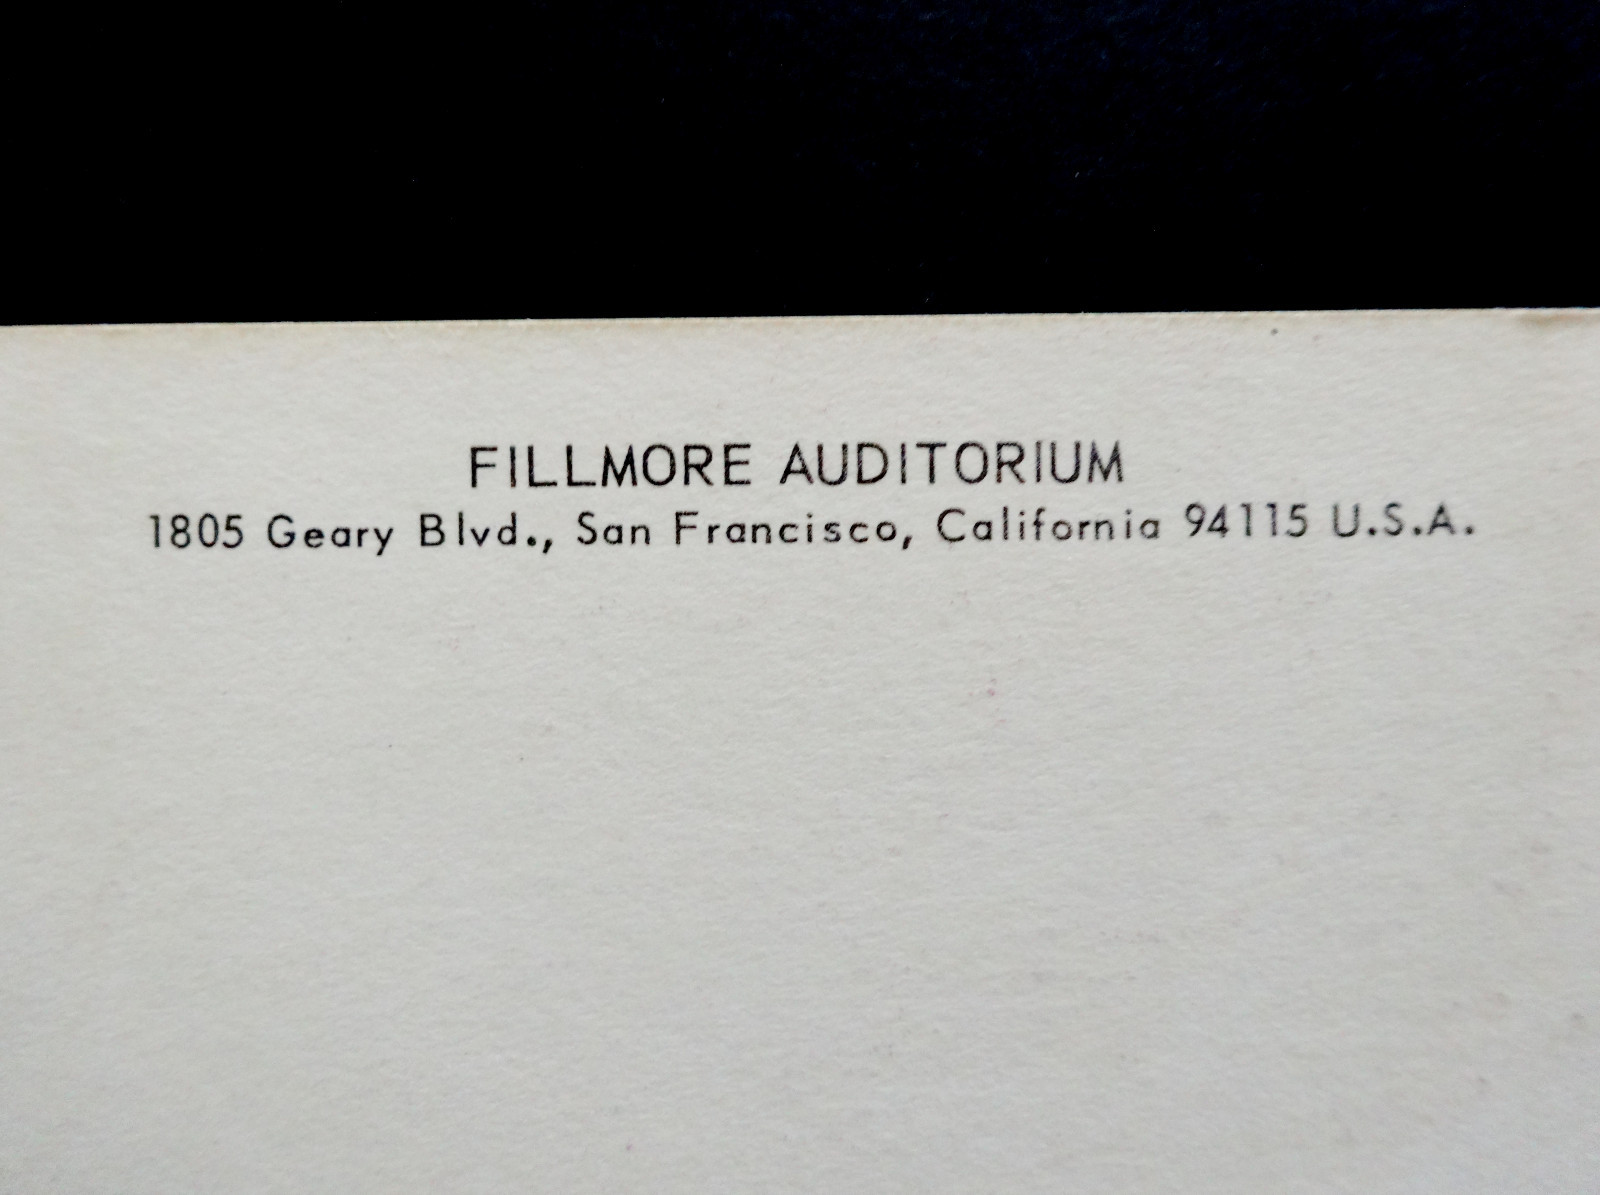 FILLMORE AUDITORIUM
1805 Geary Blvd., San Francisco, California 94115 U.S.A.